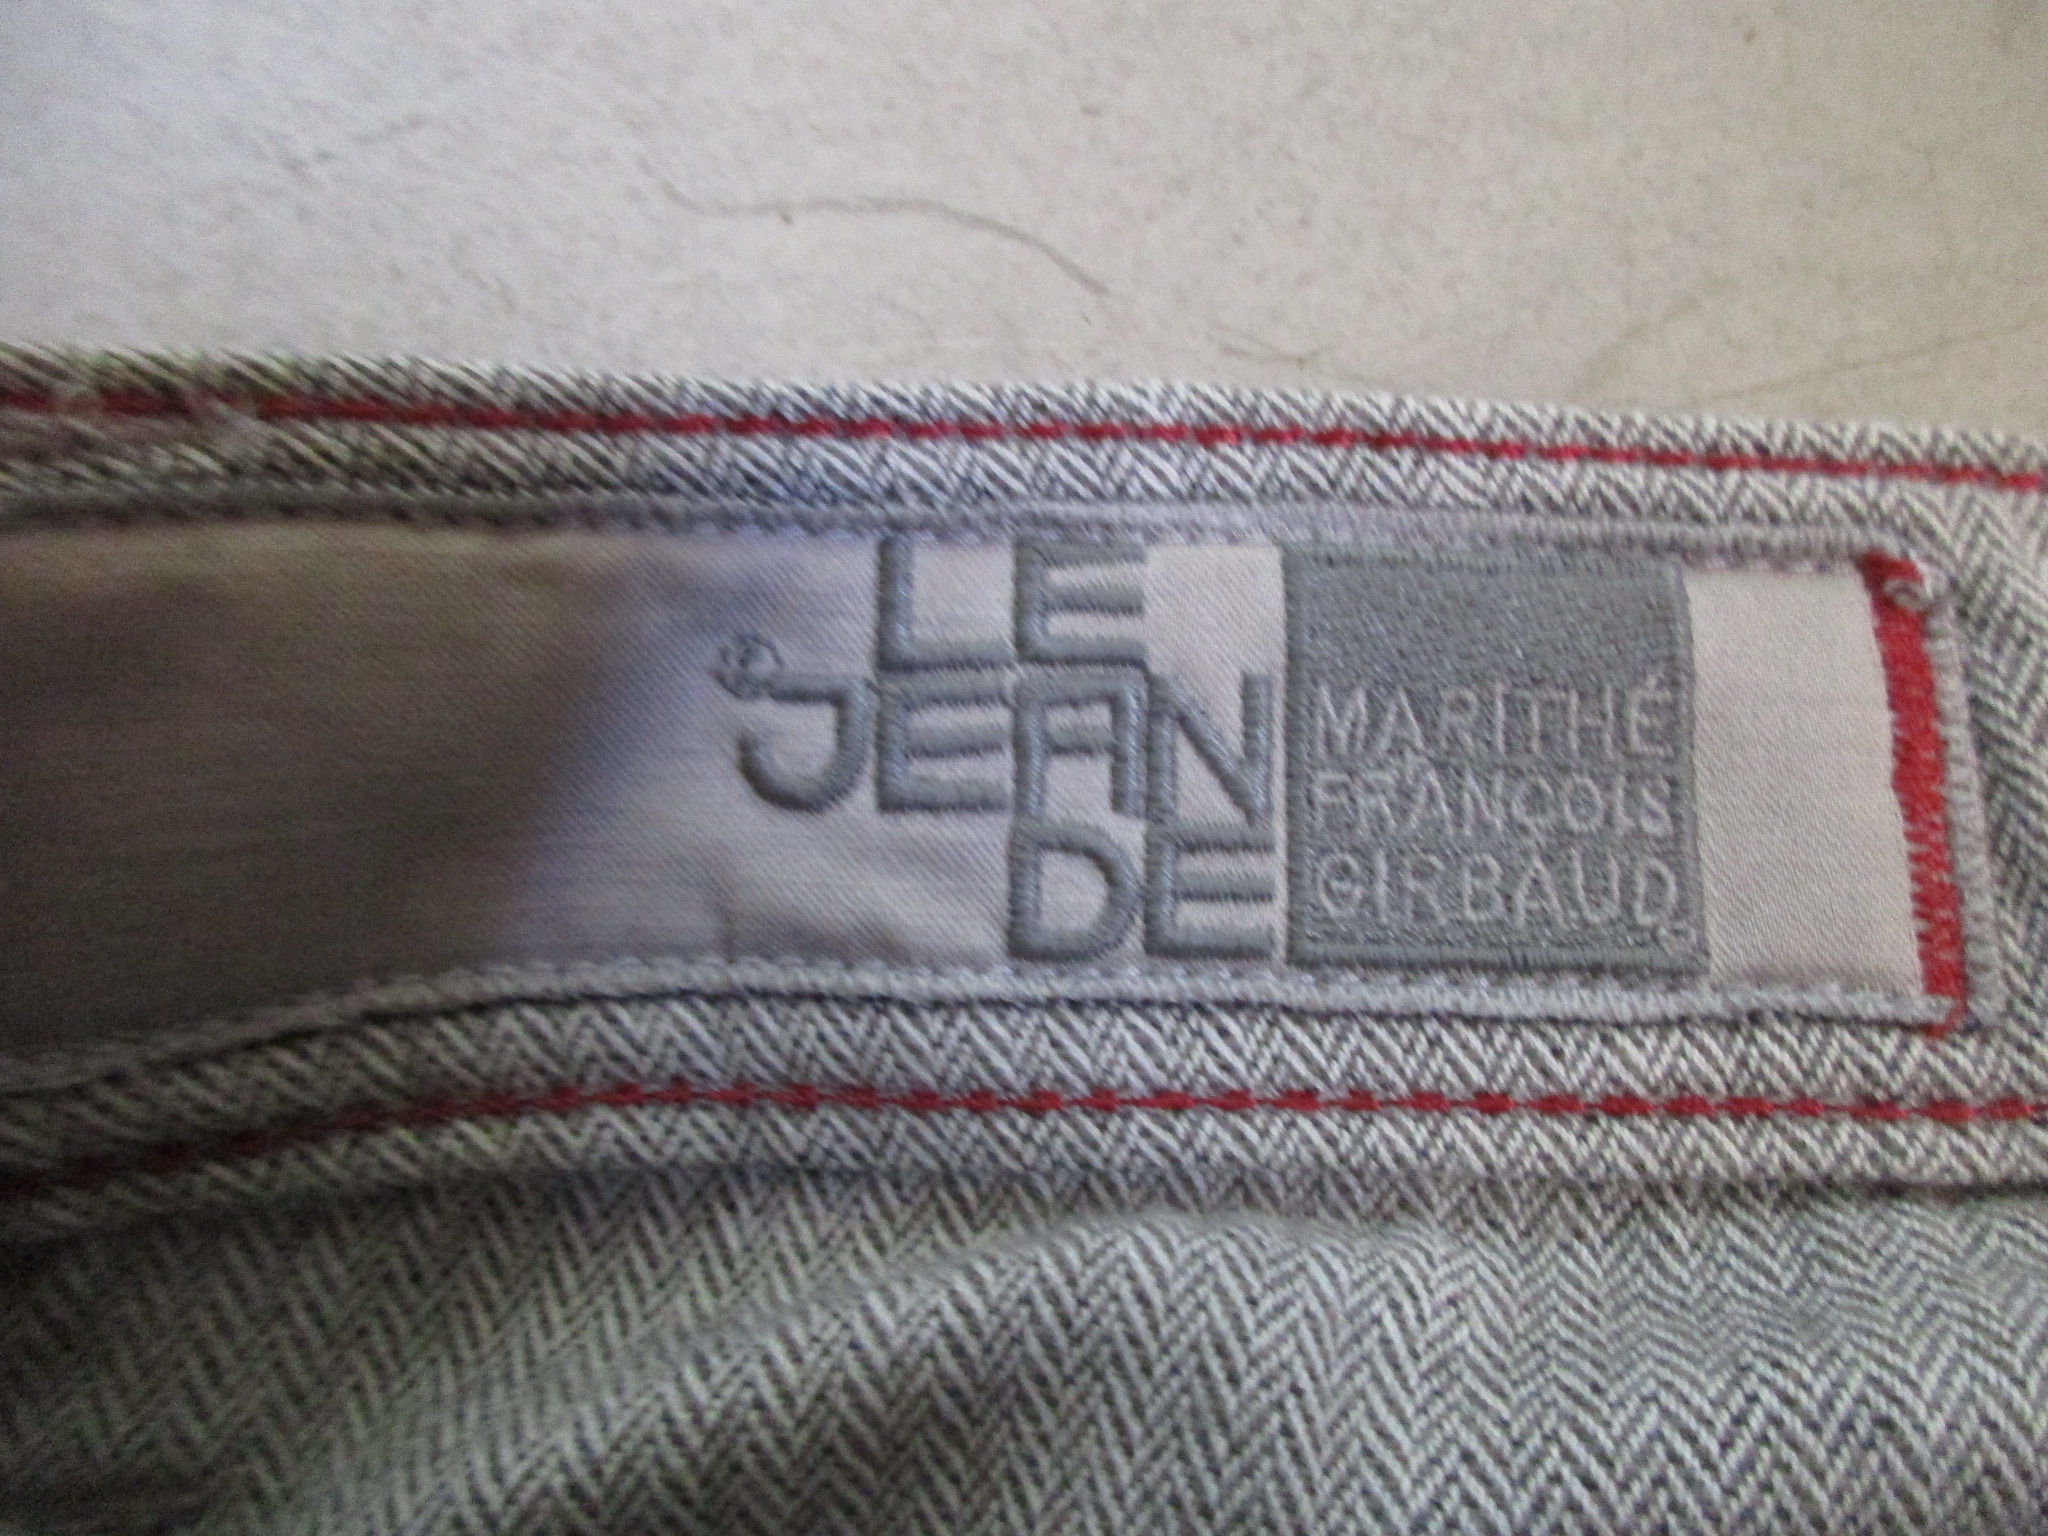 LE
® JEAN
DE
MARITHÉ
FRANÇOIS
GIRBAUD